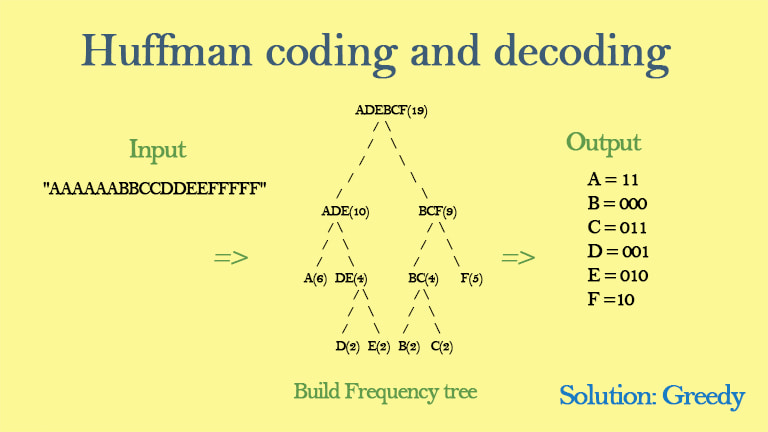 Huffman coding and decoding
Input
"AAAAAABBCCDDEEFFFFF"
=>
ADEBCF(19)
/ \
/ \
/ \
/ \
/ \
ADE(10) BCF(9)
/ \ / \
/ \ / \
/ \ / \
A(6) DE(4) BC(4) F(5)
/ \ / \
/ \ / \
/ \ / \
D(2) E(2) B(2) C(2)
Build Frequency tree
=>
Output
A = 11
B = 000
C = 011
D = 001
E = 010
F =10
Solution: Greedy